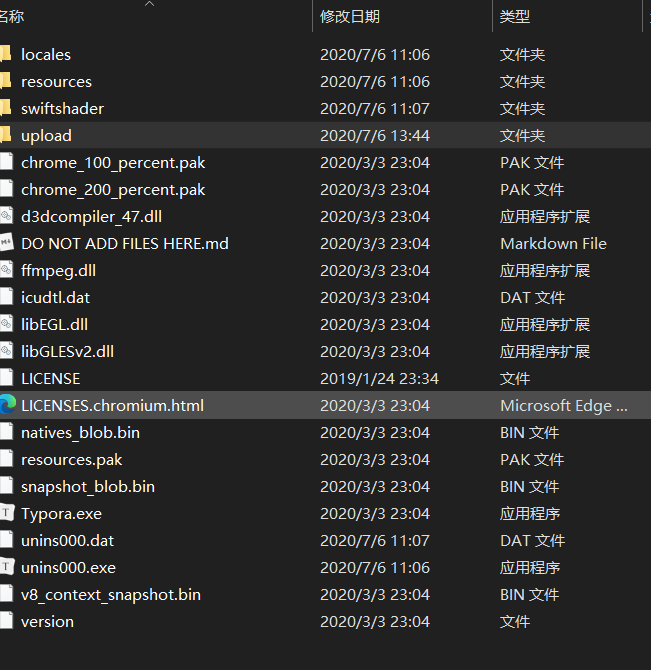 名称 修改日期 类型
locales 2020/7/6 11:06 文件夹
resources 2020/7/6 11:06 文件夹
swiftshader 2020/7/6 11:07 文件夹
upload 2020/7/6 13:44 文件夹
chrome_100_percent.pak 2020/3/3 23:04 PAK 文件
chrome_200_percent.pak 2020/3/3 23:04 PAK 文件
d3dcompiler_47.dll 2020/3/3 23:04 应用程序扩展
DO NOT ADD FILES HERE.md 2020/3/3 23:04 Markdown File
ffmpeg.dll 2020/3/3 23:04 应用程序扩展
icudtl.dat 2020/3/3 23:04 DAT 文件
libEGL.dll 2020/3/3 23:04 应用程序扩展
libGLESv2.dll 2020/3/3 23:04 应用程序扩展
LICENSE 2019/1/24 23:34 文件
LICENSES.chromium.html 2020/3/3 23:04 Microsoft Edge ...
natives_blob.bin 2020/3/3 23:04 BIN 文件
resources.pak 2020/3/3 23:04 PAK 文件
snapshot_blob.bin 2020/3/3 23:04 BIN 文件
Typora.exe 2020/3/3 23:04 应用程序
unins000.dat 2020/7/6 11:07 DAT 文件
unins000.exe 2020/7/6 11:06 应用程序
v8_context_snapshot.bin 2020/3/3 23:04 BIN 文件
version 2020/3/3 23:04 文件